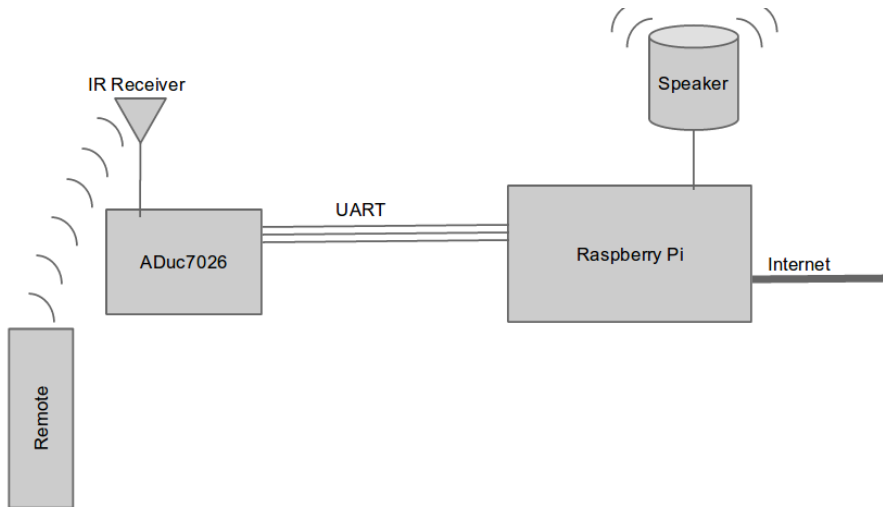 IR Receiver
Speaker
UART
ADuc7026
Raspberry Pi
Internet
Remote